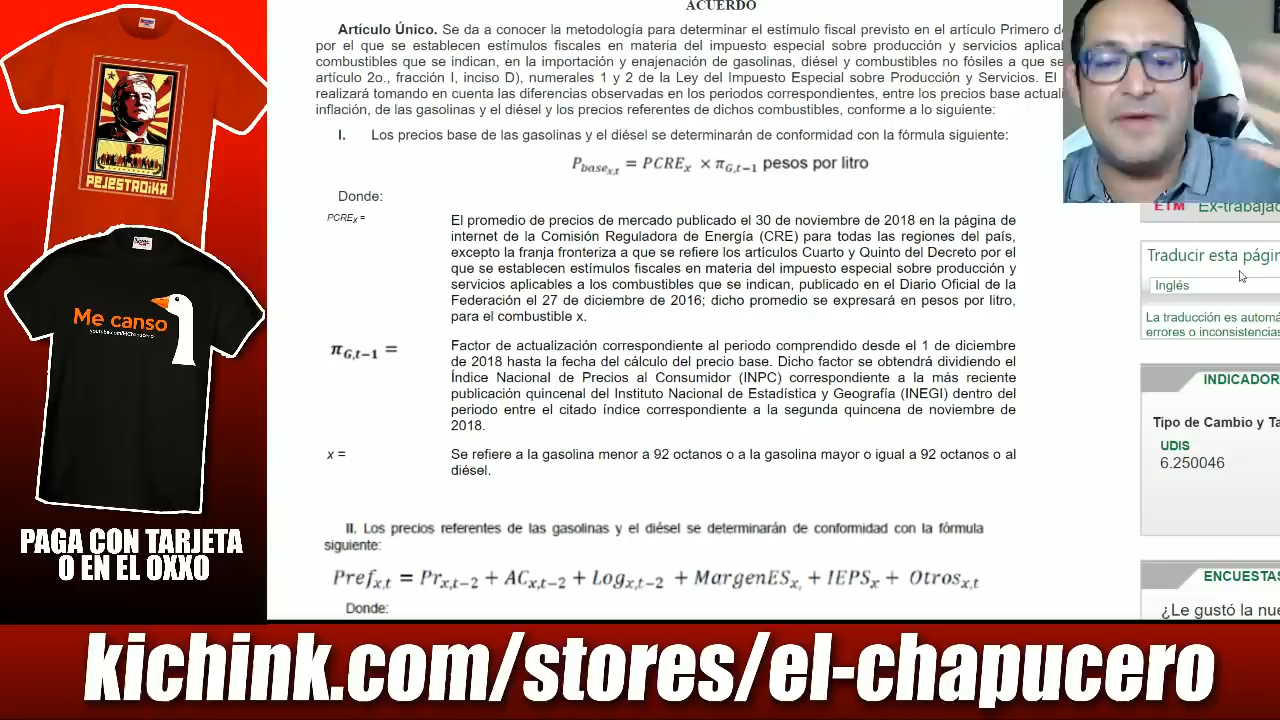 ACUERDO
Artículo Único. Se da a conocer la metodología para determinar el estímulo fiscal previsto en el artículo Primero
por el que se establecen estímulos fiscales en materia del impuesto especial sobre producción y servicios
combustibles que se indican, en la importación y enajenación de gasolinas, diésel y combustibles no fósiles a que se
artículo 2o., fracción I, inciso D), numerales 1 y 2 de la Ley del Impuesto Especial sobre Producción y Servicios. El
realizará tomando en cuenta las diferencias observadas en los periodos correspondientes, entre los precios base
inflación, de las gasolinas y el diésel y los precios referentes de dichos combustibles, conforme a lo siguiente:
I. Los precios base de las gasolinas y el diésel se determinarán de conformidad con la fórmula siguiente:
P_base_x,t = PCRE_x × π_G,t−1 pesos por litro
Donde:
PCRE_X =
El promedio de precios de mercado publicado el 30 de noviembre de 2018 en la página de
internet de la Comisión Reguladora de Energía (CRE) para todas las regiones del país,
excepto la franja fronteriza a que se refiere los artículos Cuarto y Quinto del Decreto por el
que se establecen estímulos fiscales en materia del impuesto especial sobre producción y
servicios aplicables a los combustibles que se indican, publicado en el Diario Oficial de la
Federación el 27 de diciembre de 2016; dicho promedio se expresará en pesos por litro,
para el combustible x.
π_G,t−1 =
Factor de actualización correspondiente al periodo comprendido desde el 1 de diciembre
de 2018 hasta la fecha del cálculo del precio base. Dicho factor se obtendrá dividiendo el
Índice Nacional de Precios al Consumidor (INPC) correspondiente a la más reciente
publicación quincenal del Instituto Nacional de Estadística y Geografía (INEGI) dentro del
periodo entre el citado índice correspondiente a la segunda quincena de noviembre de
2018.
x =
Se refiere a la gasolina menor a 92 octanos o a la gasolina mayor o igual a 92 octanos o al
diésel.
II. Los precios referentes de las gasolinas y el diésel se determinarán de conformidad con la fórmula
siguiente:
Pref_x,t = Pr_x,t−2 + AC_x,t−2 + Log_x,t−2 + MargenES_x, + IEPS_x + Otros_x,t
Donde:
PEJESTROIKA
Me canso
youtube.com/ElChapucero
PAGA CON TARJETA
O EN EL OXXO
ETM
Traducir esta
Inglés
La traducción es
errores o inconsistencias
INDICADOR
Tipo de Cambio y
UDIS
6.250046
ENCUESTAS
¿Le gustó la
kichink.com/stores/el-chapucero